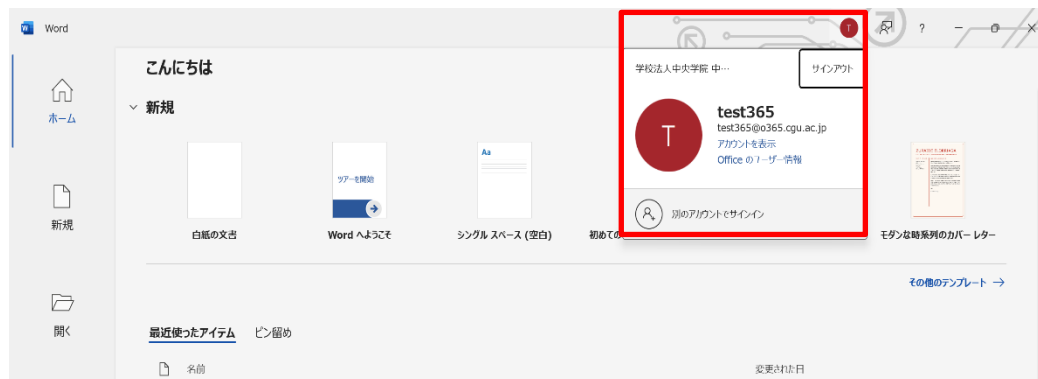 Word
T
?
こんにちは
学校法人中央学院 中…
サインアウト
ホーム
新規
T
test365
test365@o365.cgu.ac.jp
アカウントを表示
Office のユーザー情報
別のアカウントでサインイン
Aa
ツアーを開始
新規
白紙の文書
Word へようこそ
シングル スペース (空白)
初めての
モダンな時系列のカバー レター
その他のテンプレート →
開く
最近使ったアイテム
ピン留め
名前
変更された日